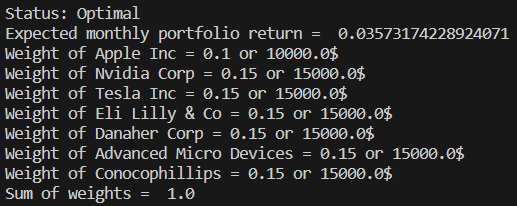 Status: Optimal
Expected monthly portfolio return =  0.03573174228924071
Weight of Apple Inc = 0.1 or 10000.0$
Weight of Nvidia Corp = 0.15 or 15000.0$
Weight of Tesla Inc = 0.15 or 15000.0$
Weight of Eli Lilly & Co = 0.15 or 15000.0$
Weight of Danaher Corp = 0.15 or 15000.0$
Weight of Advanced Micro Devices = 0.15 or 15000.0$
Weight of Conocophillips = 0.15 or 15000.0$
Sum of weights =  1.0